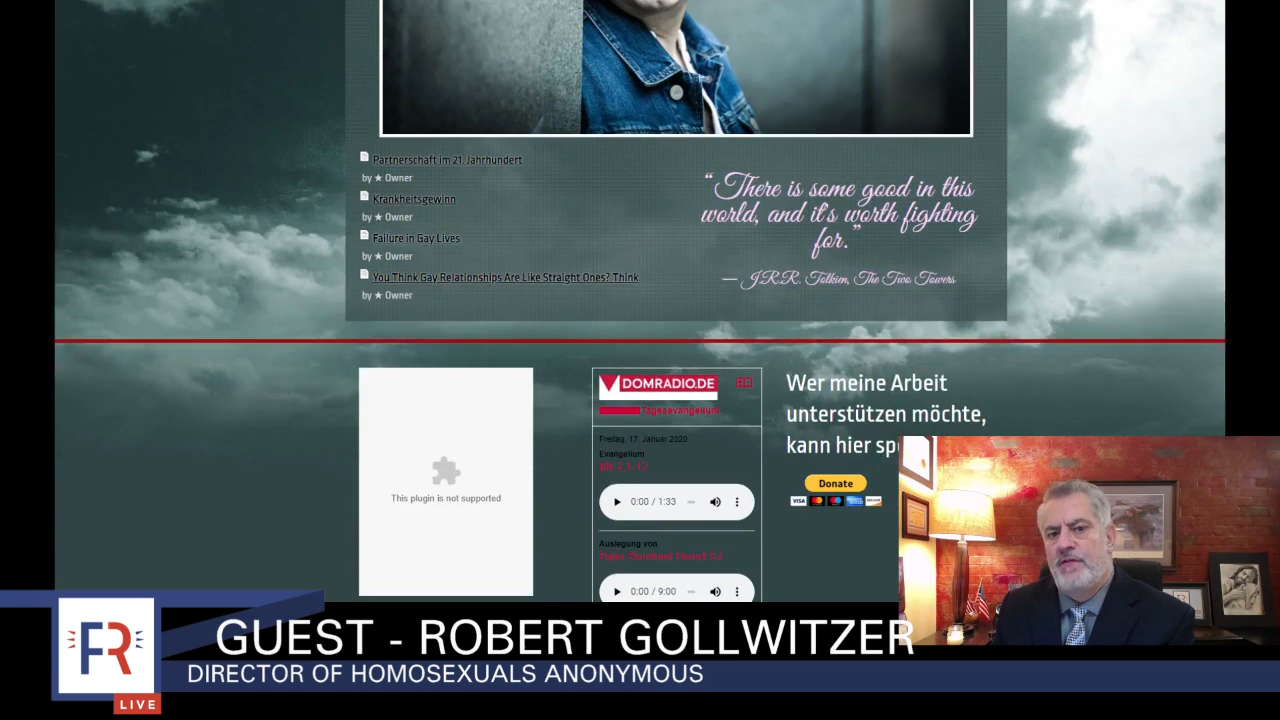 Partnerschaft im 21. Jahrhundert
by ★ Owner
Krankheitsgewinn
by ★ Owner
Failure in Gay Lives
by ★ Owner
You Think Gay Relationships Are Like Straight Ones? Think
by ★ Owner
“There is some good in this
world, and it's worth fighting
for.”
— J.R.R. Tolkien, The Two Towers
This plugin is not supported
DOMRADIO.DE
Tagesevangelium
Freitag, 17. Januar 2020
Evangelium
0:00 / 1:33
Auslegung von
0:00 / 9:00
Wer meine Arbeit
unterstützen möchte,
kann hier
Donate
VISA
GUEST - ROBERT GOLLWITZER
DIRECTOR OF HOMOSEXUALS ANONYMOUS
FR
LIVE